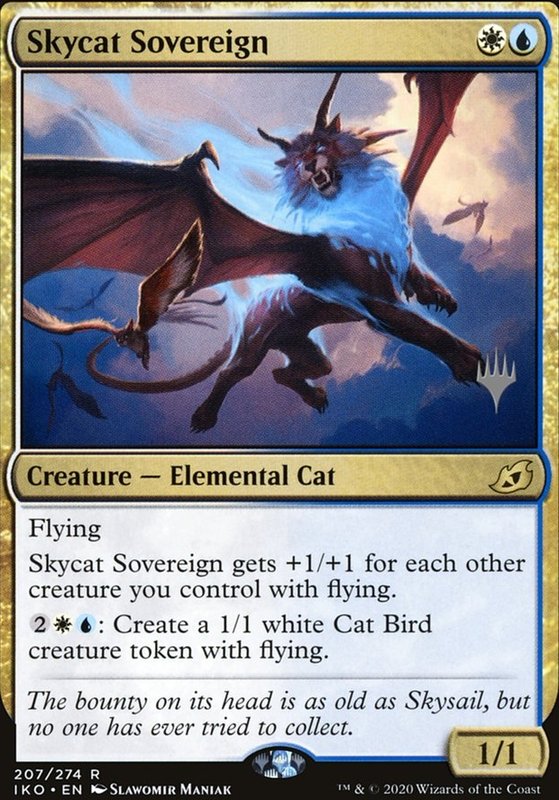 Skycat Sovereign
Creature — Elemental Cat
Flying
Skycat Sovereign gets +1/+1 for each other
creature you control with flying.
2: Create a 1/1 white Cat Bird
creature token with flying.
The bounty on its head is as old as Skysail, but
no one has ever tried to collect.
1/1
207/274 R
IKO • EN Slawomir Maniak
™ & © 2020 Wizards of the Coast